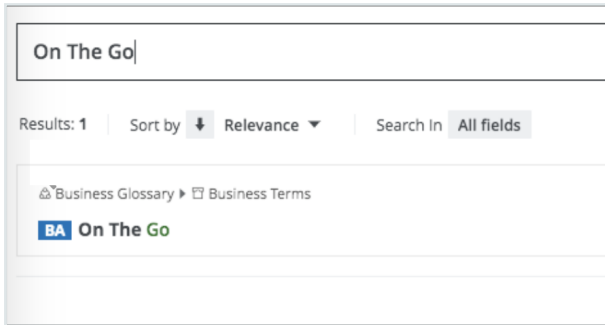 On The Go
Results: 1 Sort by Relevance Search In All fields
Business Glossary Business Terms
BA On The Go